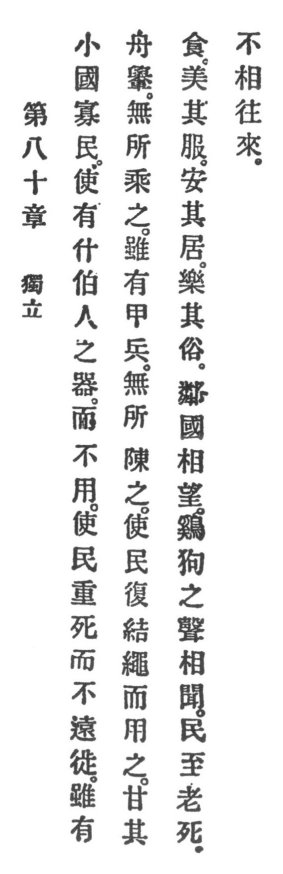 第八十章 獨立
小國寡民。使有什伯人之器。而不用。使民重死而不遠徙。雖有
舟轝。無所乘之。雖有甲兵。無所陳之。使民復結繩而用之。甘其
食。美其服。安其居。樂其俗。鄰國相望。鷄狗之聲相聞。民至老死。
不相往來。